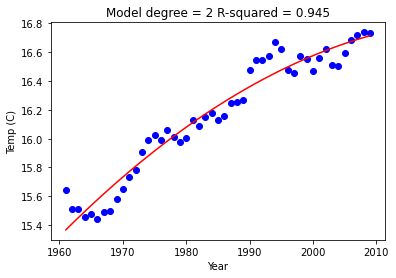 Model degree = 2 R-squared = 0.945
16.8
16.6
16.4
16.2
16.0
15.8
15.6
15.4
Temp (C)
1960 1970 1980 1990 2000 2010
Year